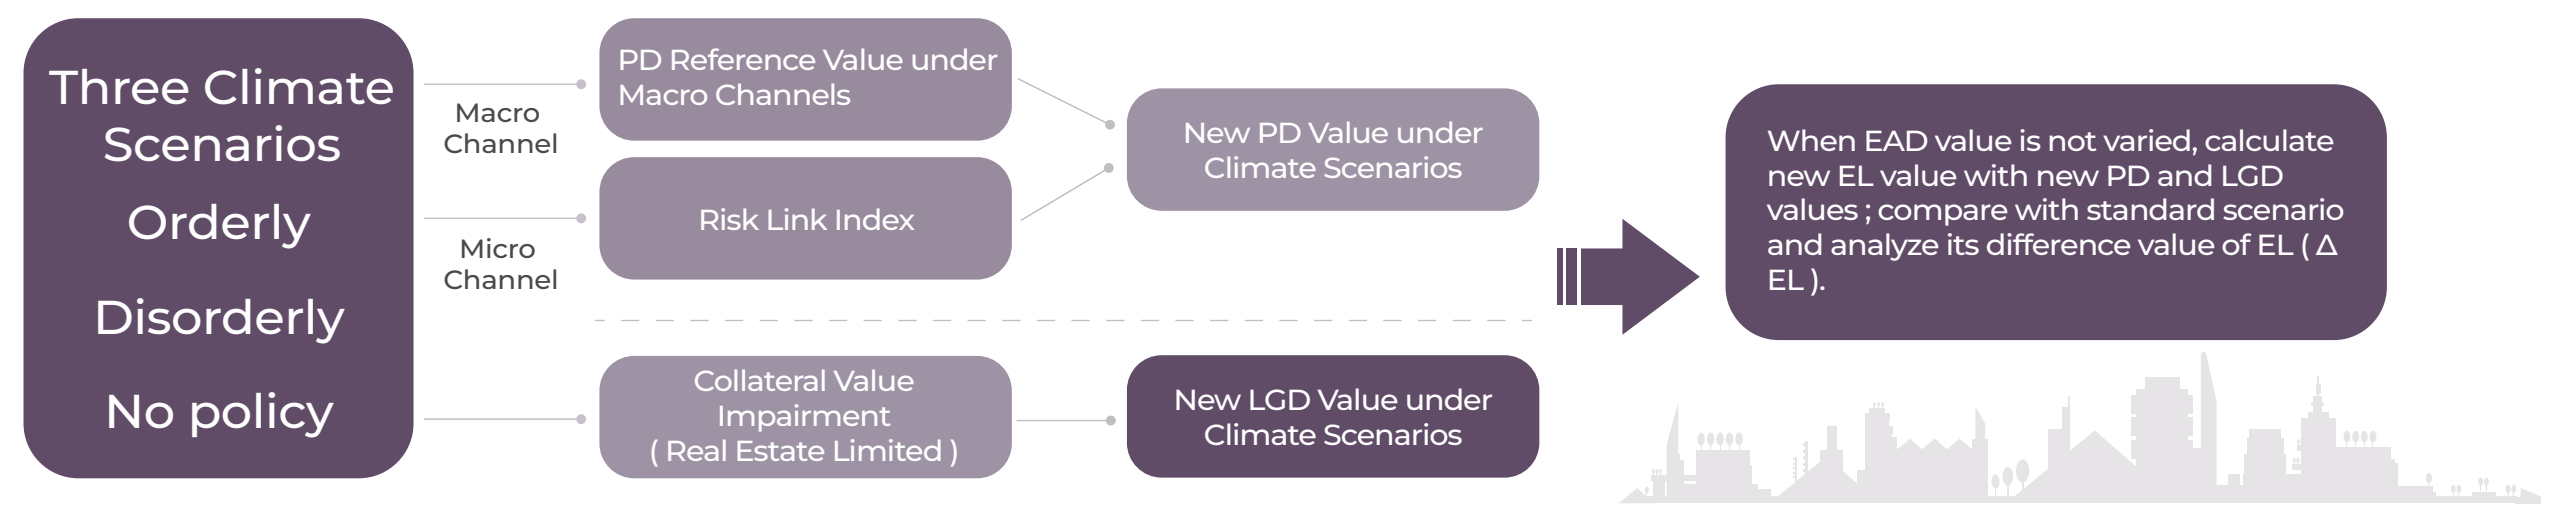 Three Climate
Scenarios
Orderly
Disorderly
No policy
Macro
Channel
Micro
Channel
PD Reference Value under
Macro Channels
Risk Link Index
Collateral Value
Impairment
( Real Estate Limited )
New PD Value under
Climate Scenarios
New LGD Value under
Climate Scenarios
When EAD value is not varied, calculate
new EL value with new PD and LGD
values ; compare with standard scenario
and analyze its difference value of EL ( Δ
EL ).